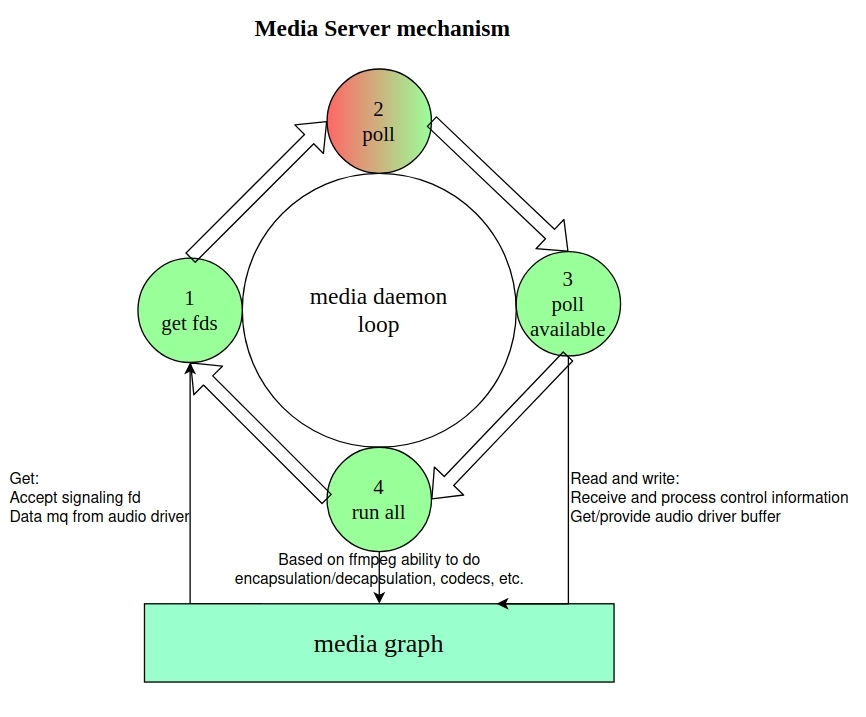 Media Server mechanism
2
poll
1
get fds
media daemon
loop
3
poll
available
4
run all
Get:
Accept signaling fd
Data mq from audio driver
Read and write:
Receive and process control information
Get/provide audio driver buffer
Based on ffmpeg ability to do
encapsulation/decapsulation, codecs, etc.
media graph